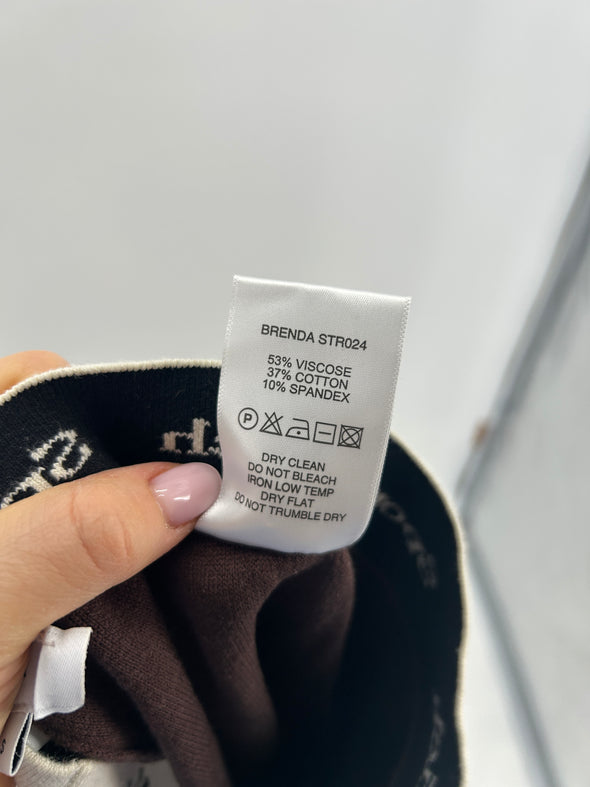 BRENDA STR024
53% VISCOSE
37% COTTON
10% SPANDEX
P
DRY CLEAN
DO NOT BLEACH
IRON LOW TEMP
DRY FLAT
DO NOT TRUMBLE DRY
S